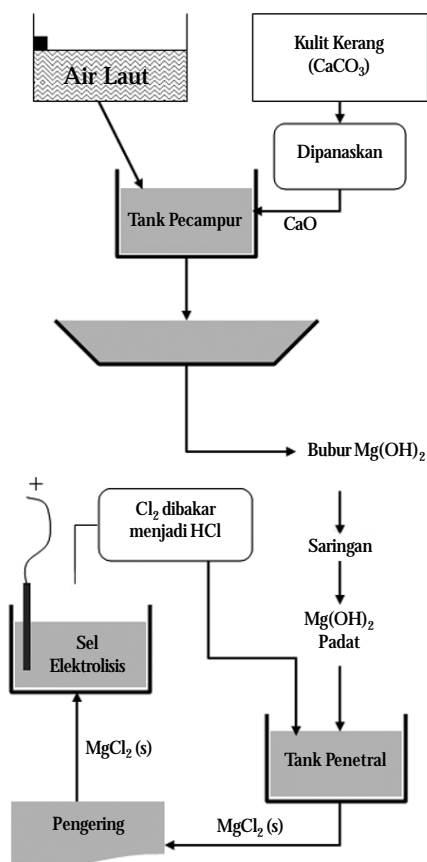 Air Laut
Kulit Kerang
(CaCO₃)
Dipanaskan
Tank Pecampur
CaO
Bubur Mg(OH)₂
+
Cl₂ dibakar
menjadi HCl
Saringan
Mg(OH)₂
Padat
Sel
Elektrolisis
MgCl₂ (s)
Tank Penetral
Pengering
MgCl₂ (s)